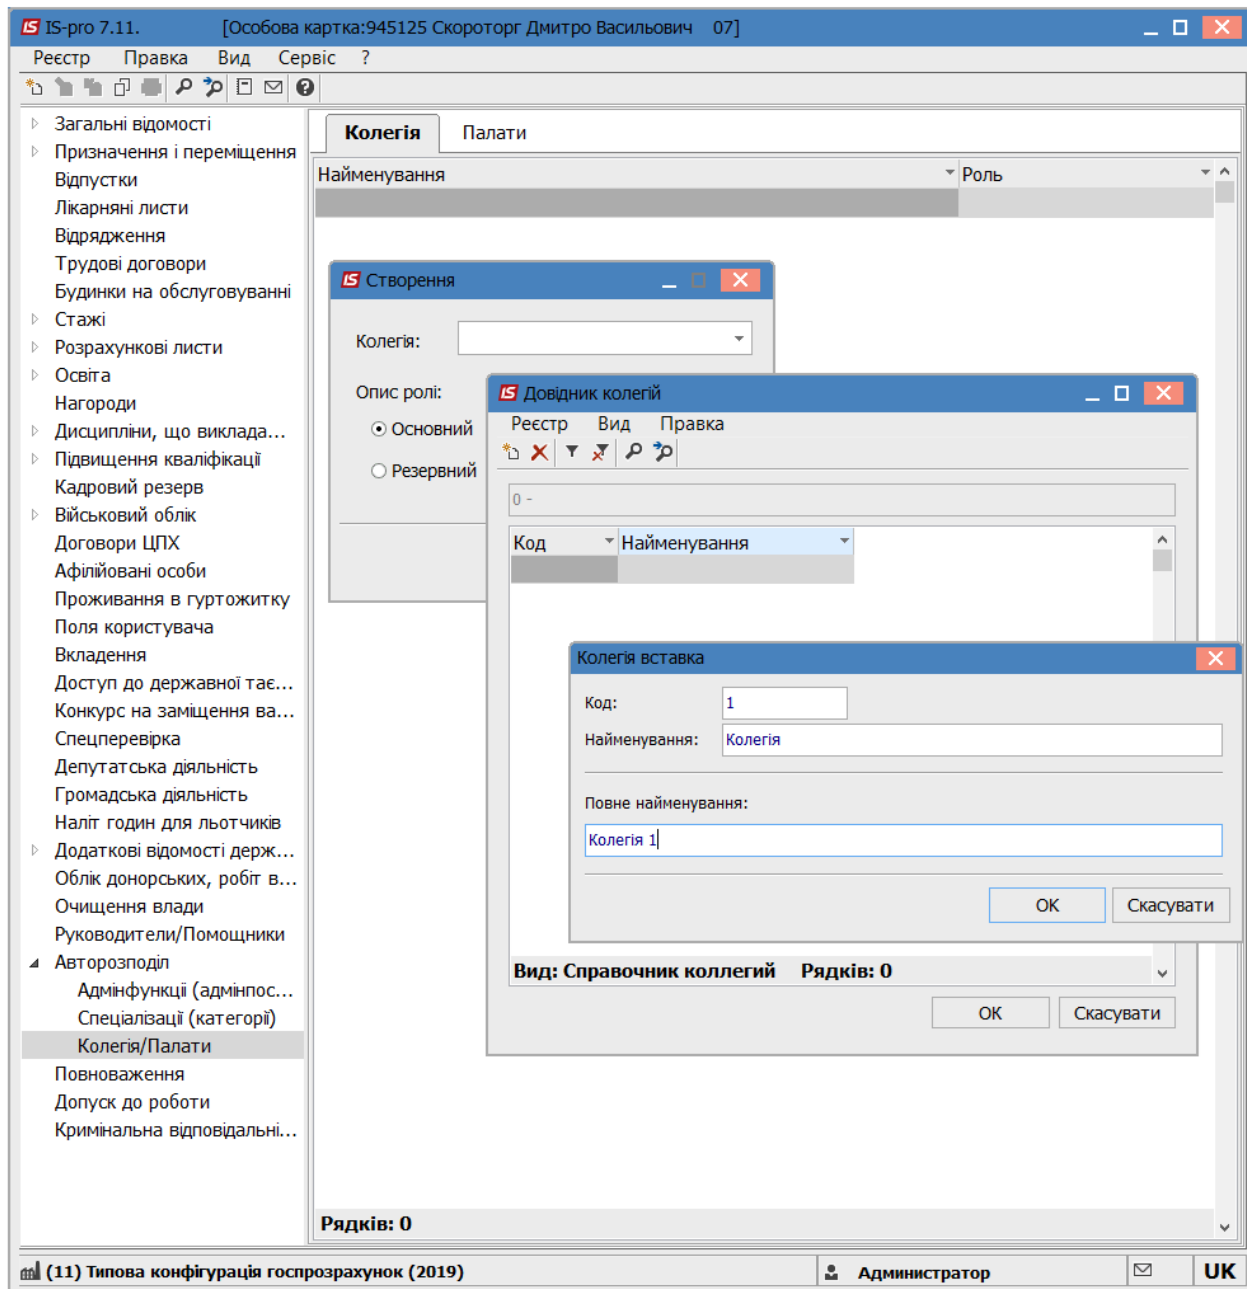 IS-pro 7.11. [Особова картка:945125 Скороторг Дмитро Васильович 07]
Реєстр Правка Вид Сервіс ?
Загальні відомості
Призначення і переміщення
Відпустки
Лікарняні листи
Відрядження
Трудові договори
Будинки на обслуговуванні
Стажі
Розрахункові листи
Освіта
Нагороди
Дисципліни, що виклада...
Підвищення кваліфікації
Кадровий резерв
Військовий облік
Договори ЦПХ
Афілійовані особи
Проживання в гуртожитку
Поля користувача
Вкладення
Доступ до державної тає...
Конкурс на заміщення ва...
Спецперевірка
Депутатська діяльність
Громадська діяльність
Наліт годин для льотчиків
Додаткові відомості держ...
Облік донорських, робіт в...
Очищення влади
Руководители/Помощники
Авторозподіл
Адмінфункції (адмінпос...
Спеціалізації (категорії)
Колегія/Палати
Повноваження
Допуск до роботи
Кримінальна відповідальні...
Колегія Палати
Найменування Роль
Створення
Колегія:
Опис ролі:
Основний
Резервний
Довідник колегій
Реєстр Вид Правка
0 -
Код Найменування
Колегія вставка
Код: 1
Найменування: Колегія
Повне найменування:
Колегія 1
OK Скасувати
Вид: Справочник коллегий Рядків: 0
OK Скасувати
Рядків: 0
(11) Типова конфігурація госпрозрахунок (2019) Администратор UK